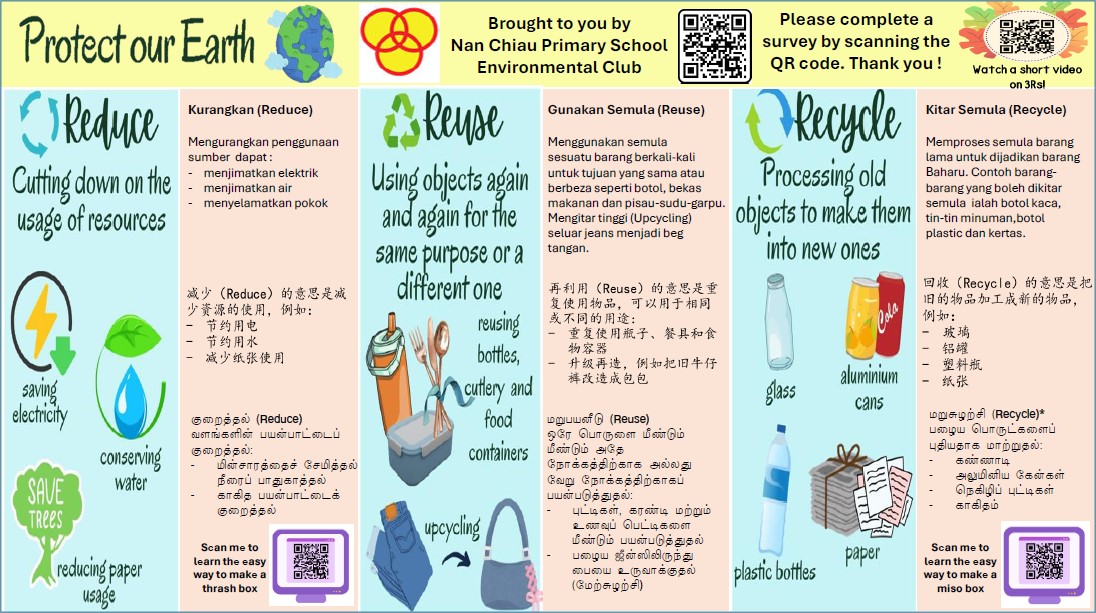 Protect our Earth
Brought to you by
Nan Chiau Primary School
Environmental Club
Please complete a
survey by scanning the
QR code. Thank you !
Watch a short video
on 3Rs!
Reduce
Cutting down on the
usage of resources
saving
electricity
conserving
water
SAVE
TREES
reducing paper
usage
Kurangkan (Reduce)
Mengurangkan penggunaan
sumber dapat :
- menjimatkan elektrik
- menjimatkan air
- menyelamatkan pokok
减少 (Reduce) 的意思是减
少资源的使用, 例如:
- 节约用电
- 节约用水
- 减少纸张使用
குறைத்தல் (Reduce)
வளங்களின் பயன்பாட்டைப்
குறைத்தல்:
- மின்சாரத்தைச் சேமித்தல்
நீரைப் பாதுகாத்தல்
- காகித பயன்பாட்டைக்
குறைத்தல்
Scan me to
learn the easy
way to make a
thrash box
Reuse
Using objects again
and again for the
same purpose or a
different one
reusing
bottles,
cutlery and
food
containers
upcycling
Gunakan Semula (Reuse)
Menggunakan semula
sesuatu barang berkali-kali
untuk tujuan yang sama atau
berbeza seperti botol, bekas
makanan dan pisau-sudu-garpu.
Mengitar tinggi (Upcycling)
seluar jeans menjadi beg
tangan.
再利用 (Reuse) 的意思是重
复使用物品, 可以用于相同
或不同的用途:
- 重复使用瓶子、餐具和食
物容器
- 升级再造, 例如把旧牛仔
裤改造成包包
மறுபயனீடு (Reuse)
ஒரே பொருளை மீண்டும்
மீண்டும் அதே
நோக்கத்திற்காக அல்லது
வேறு நோக்கத்திற்காகப்
பயன்படுத்துதல்:
- புட்டிகள், கரண்டி மற்றும்
உணவுப் பெட்டிகளை
மீண்டும் பயன்படுத்துதல்
- பழைய ஜீன்ஸிலிருந்து
பையை உருவாக்குதல்
(மேற்சுழற்சி)
Recycle
Processing old
objects to make them
into new ones
glass
Cola
aluminium
cans
plastic bottles
paper
Kitar Semula (Recycle)
Memproses semula barang
lama untuk dijadikan barang
Baharu. Contoh barang-
barang yang boleh dikitar
semula ialah botol kaca,
tin-tin minuman,botol
plastic dan kertas.
回收 (Recycle) 的意思是把
旧的物品加工成新的物品,
例如:
- 玻璃
- 铝罐
- 塑料瓶
- 纸张
மறுசுழற்சி (Recycle)*
பழைய பொருட்களைப்
புதியதாக மாற்றுதல்:
- கண்ணாடி
- அலுமினிய கேன்கள்
- நெகிழிப் புட்டிகள்
- காகிதம்
Scan me to
learn the easy
way to make a
miso box